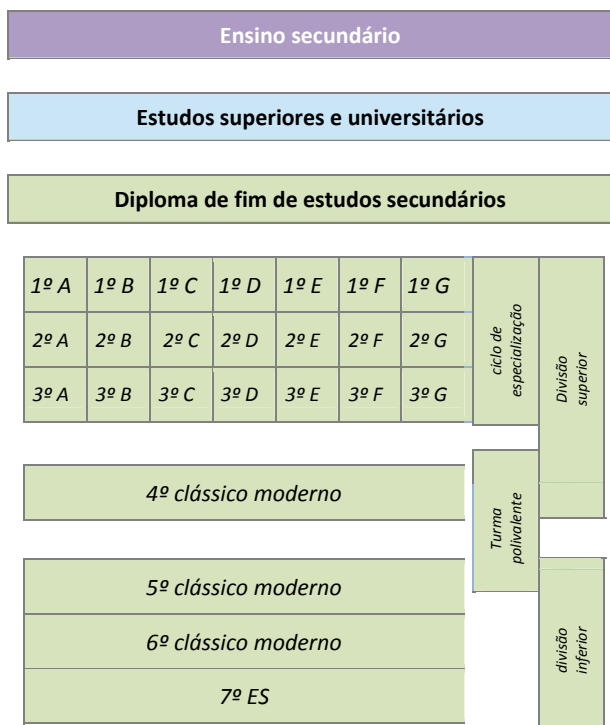 Ensino secundário
Estudos superiores e universitários
Diploma de fim de estudos secundários
1º A 1º B 1º C 1º D 1º E 1º F 1º G
2º A 2º B 2º C 2º D 2º E 2º F 2º G
3º A 3º B 3º C 3º D 3º E 3º F 3º G
ciclo de
especialização
Divisão
superior
4º clássico moderno
Turma
polivalente
5º clássico moderno
6º clássico moderno
7º ES
divisão
inferior